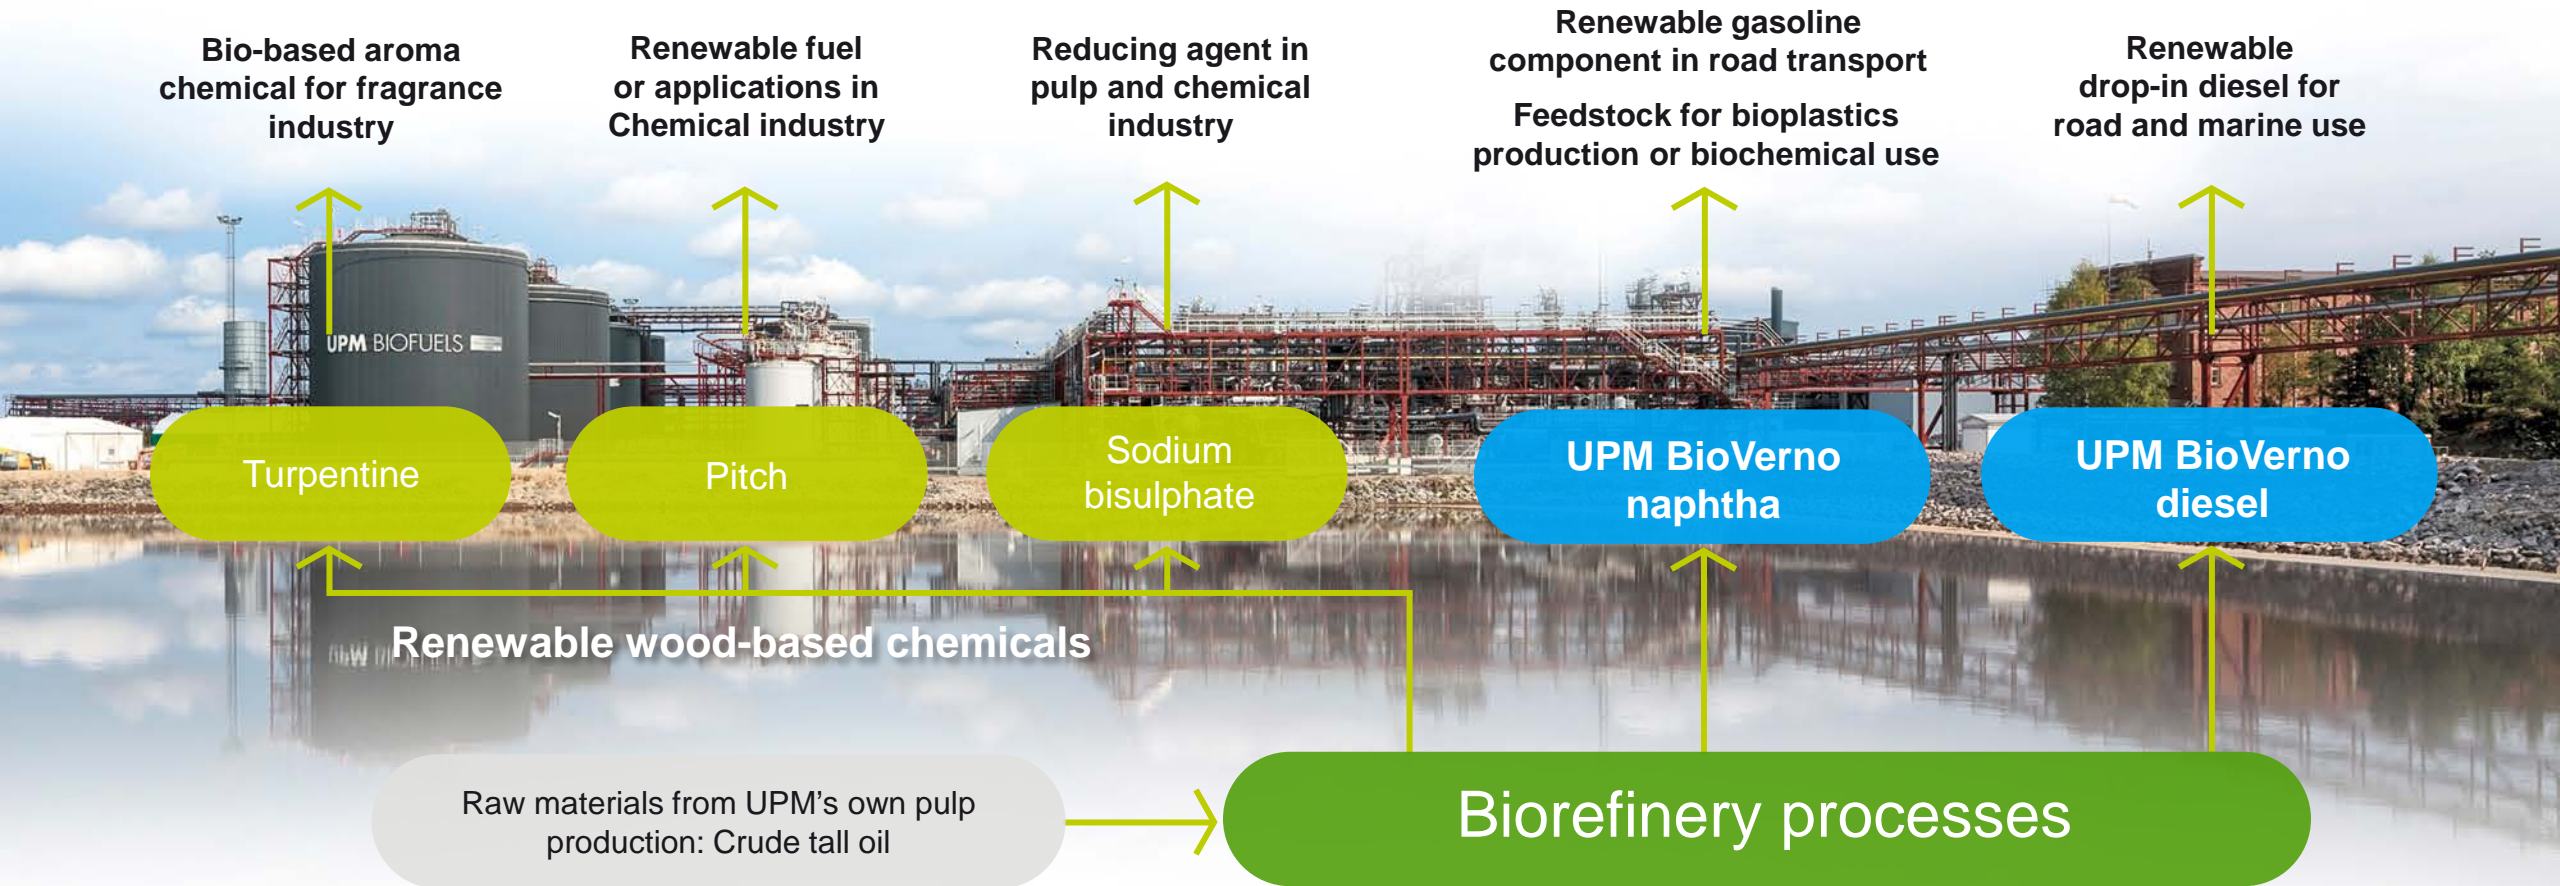 Bio-based aroma
chemical for fragrance
industry
Renewable fuel
or applications in
Chemical industry
Reducing agent in
pulp and chemical
industry
Renewable gasoline
component in road transport
Feedstock for bioplastics
production or biochemical use
Renewable
drop-in diesel for
road and marine use
UPM BIOFUELS
Turpentine
Pitch
Sodium
bisulphate
UPM BioVerno
naphtha
UPM BioVerno
diesel
Renewable wood-based chemicals
Raw materials from UPM’s own pulp
production: Crude tall oil
Biorefinery processes